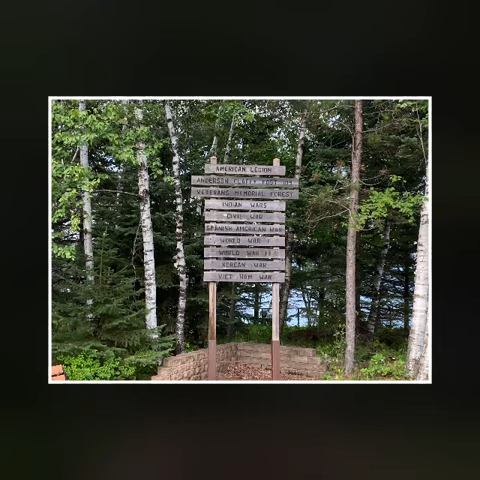 AMERICAN LEGION
ANDERSON
VETERANS MEMORIAL FOREST
INDIAN WARS
CIVIL WAR
SPANISH AMERICAN WAR
WORLD WAR I
WORLD WAR II
KOREAN WAR
VIET NAM WAR